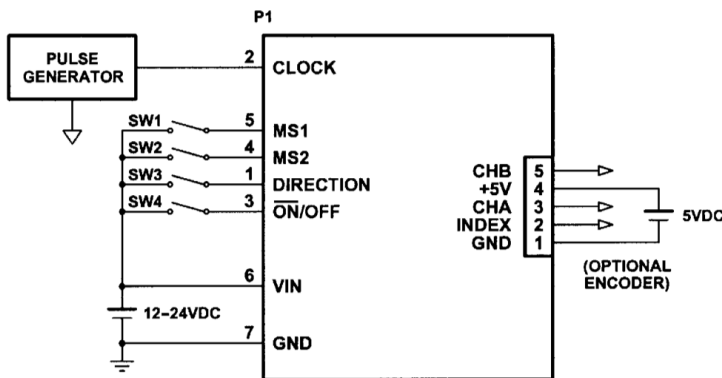 P1
PULSE
GENERATOR
2 CLOCK
SW1 5 MS1
SW2 4 MS2
SW3 1 DIRECTION
SW4 3 ON/OFF
6 VIN
12–24VDC
7 GND
CHB 5
+5V 4
CHA 3
INDEX 2
GND 1
5VDC
(OPTIONAL
ENCODER)